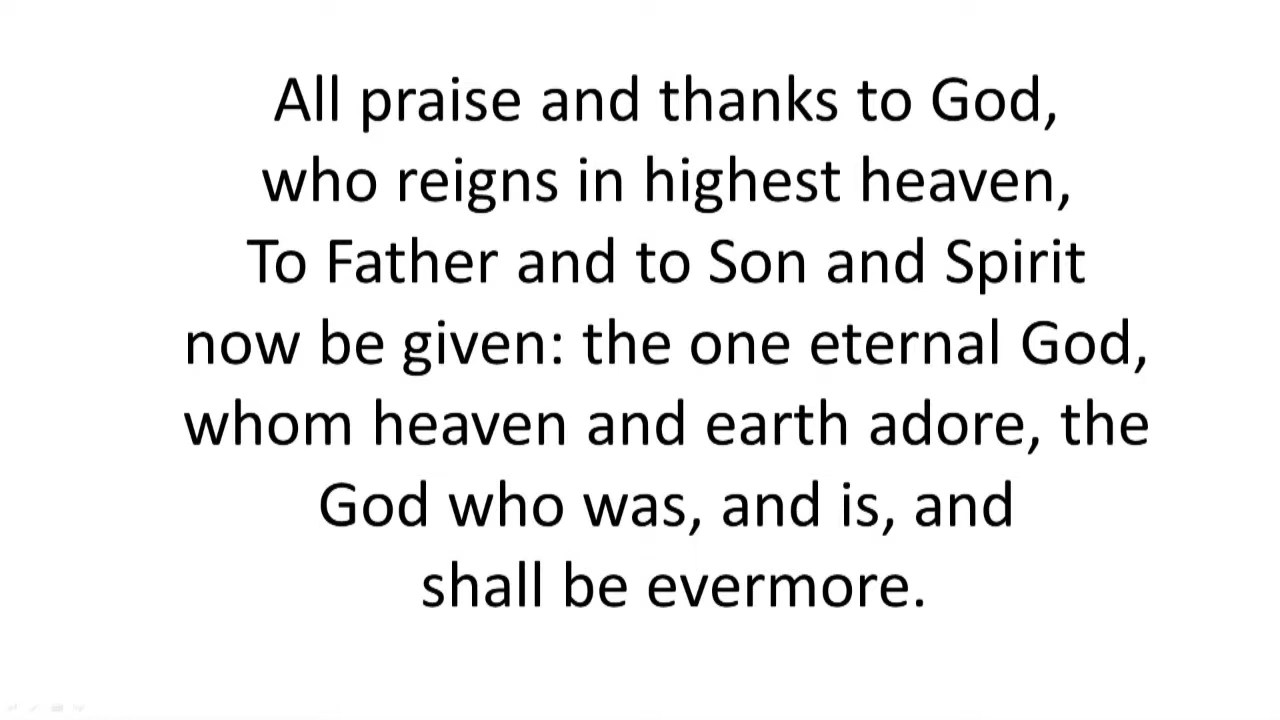 All praise and thanks to God,
who reigns in highest heaven,
To Father and to Son and Spirit
now be given: the one eternal God,
whom heaven and earth adore, the
God who was, and is, and
shall be evermore.